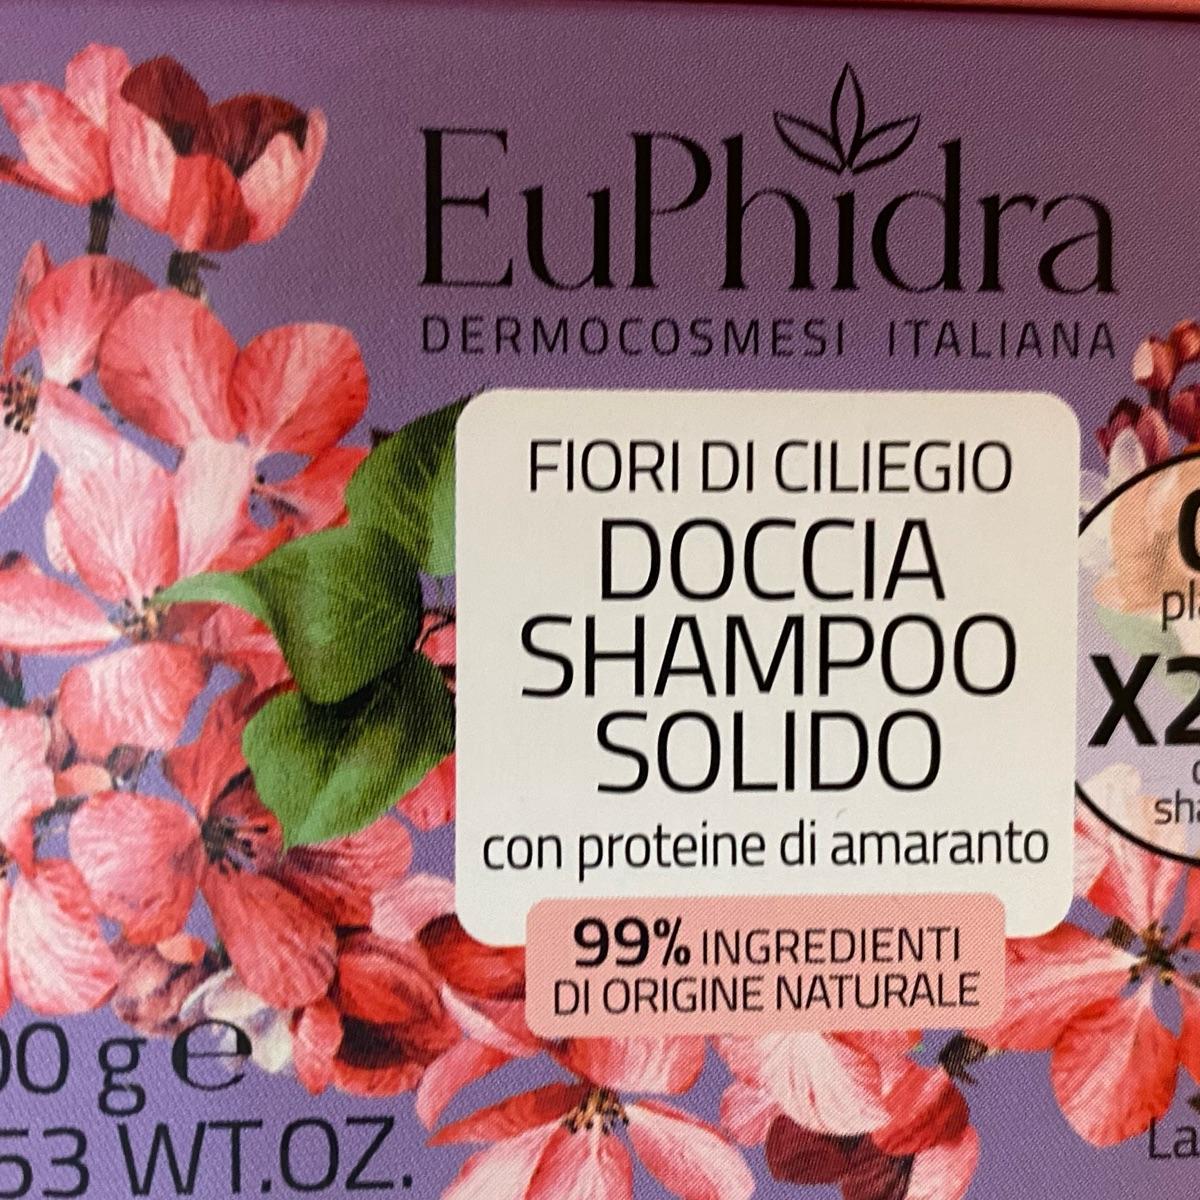 EuPhidra
DERMOCOSMESI ITALIANA
FIORI DI CILIEGIO
DOCCIA
SHAMPOO
SOLIDO
con proteine di amaranto
99% INGREDIENTI
DI ORIGINE NATURALE
g e
53 WT.OZ.